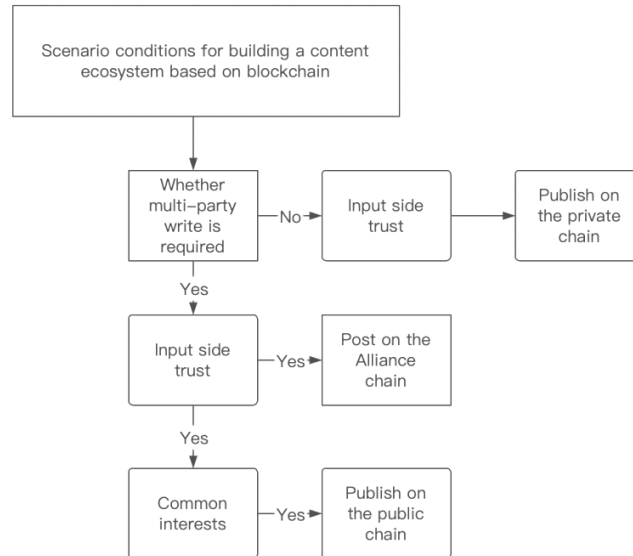 Scenario conditions for building a content
ecosystem based on blockchain
Whether
multi-party
write is
required
No
Input side
trust
Publish on
the private
chain
Yes
Input side
trust
Yes
Post on the
Alliance
chain
Yes
Common
interests
Yes
Publish on
the public
chain